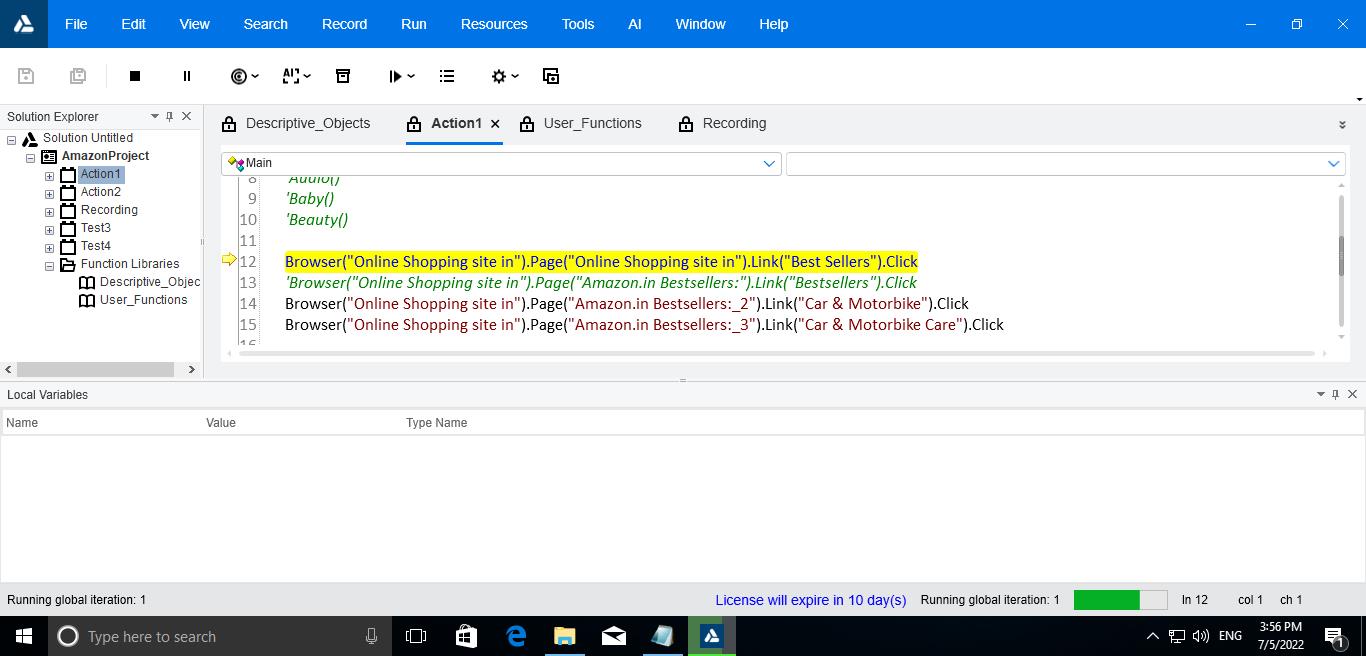 File Edit View Search Record Run Resources Tools AI Window Help
Solution Explorer
Solution Untitled
AmazonProject
Action1
Action2
Recording
Test3
Test4
Function Libraries
Descriptive_Objec
User_Functions
Descriptive_Objects Action1 User_Functions Recording
Main
8 'Audio()
9 'Baby()
10 'Beauty()
11
12 Browser("Online Shopping site in").Page("Online Shopping site in").Link("Best Sellers").Click
13 'Browser("Online Shopping site in").Page("Amazon.in Bestsellers:").Link("Bestsellers").Click
14 Browser("Online Shopping site in").Page("Amazon.in Bestsellers:_2").Link("Car & Motorbike").Click
15 Browser("Online Shopping site in").Page("Amazon.in Bestsellers:_3").Link("Car & Motorbike Care").Click
16
Local Variables
Name Value Type Name
Running global iteration: 1 License will expire in 10 day(s) Running global iteration: 1 ln 12 col 1 ch 1
Type here to search
ENG
3:56 PM
7/5/2022
1